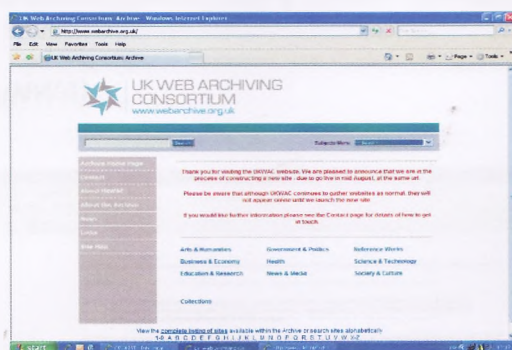 UK Web Archiving Consortium: Archive - Windows Internet Explorer
http://www.webarchive.org.uk/
File Edit View Favorites Tools Help
UK Web Archiving Consortium: Archive
Page Tools
UK WEB ARCHIVING
CONSORTIUM
www.webarchive.org.uk
Archive Home Page
Contact
About the Archive
News
Links
Thank you for visiting the UKWAC website. We are pleased to announce that we are in the
process of constructing a new site - due to go live in mid August, at the same url.
Please be aware that although UKWAC continues to gather websites as normal, they will
not appear online until we launch the new site.
If you would like further information please see the Contact page for details of how to get
in touch.
Arts & Humanities Government & Politics Reference Works
Business & Economy Health Science & Technology
Education & Research News & Media Society & Culture
Collections
View the complete listing of sites available within the Archive or search sites alphabetically
1-9 A B C D E F G H I J K L M N O P Q R S T U V W X Z
start